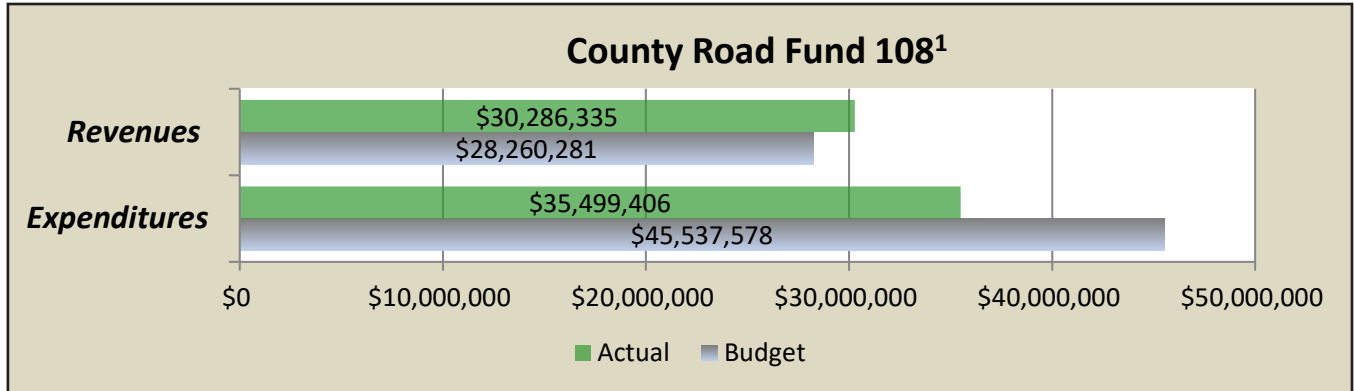 County Road Fund 108¹
Revenues
$30,286,335
$28,260,281
Expenditures
$35,499,406
$45,537,578
$0 $10,000,000 $20,000,000 $30,000,000 $40,000,000 $50,000,000
Actual Budget